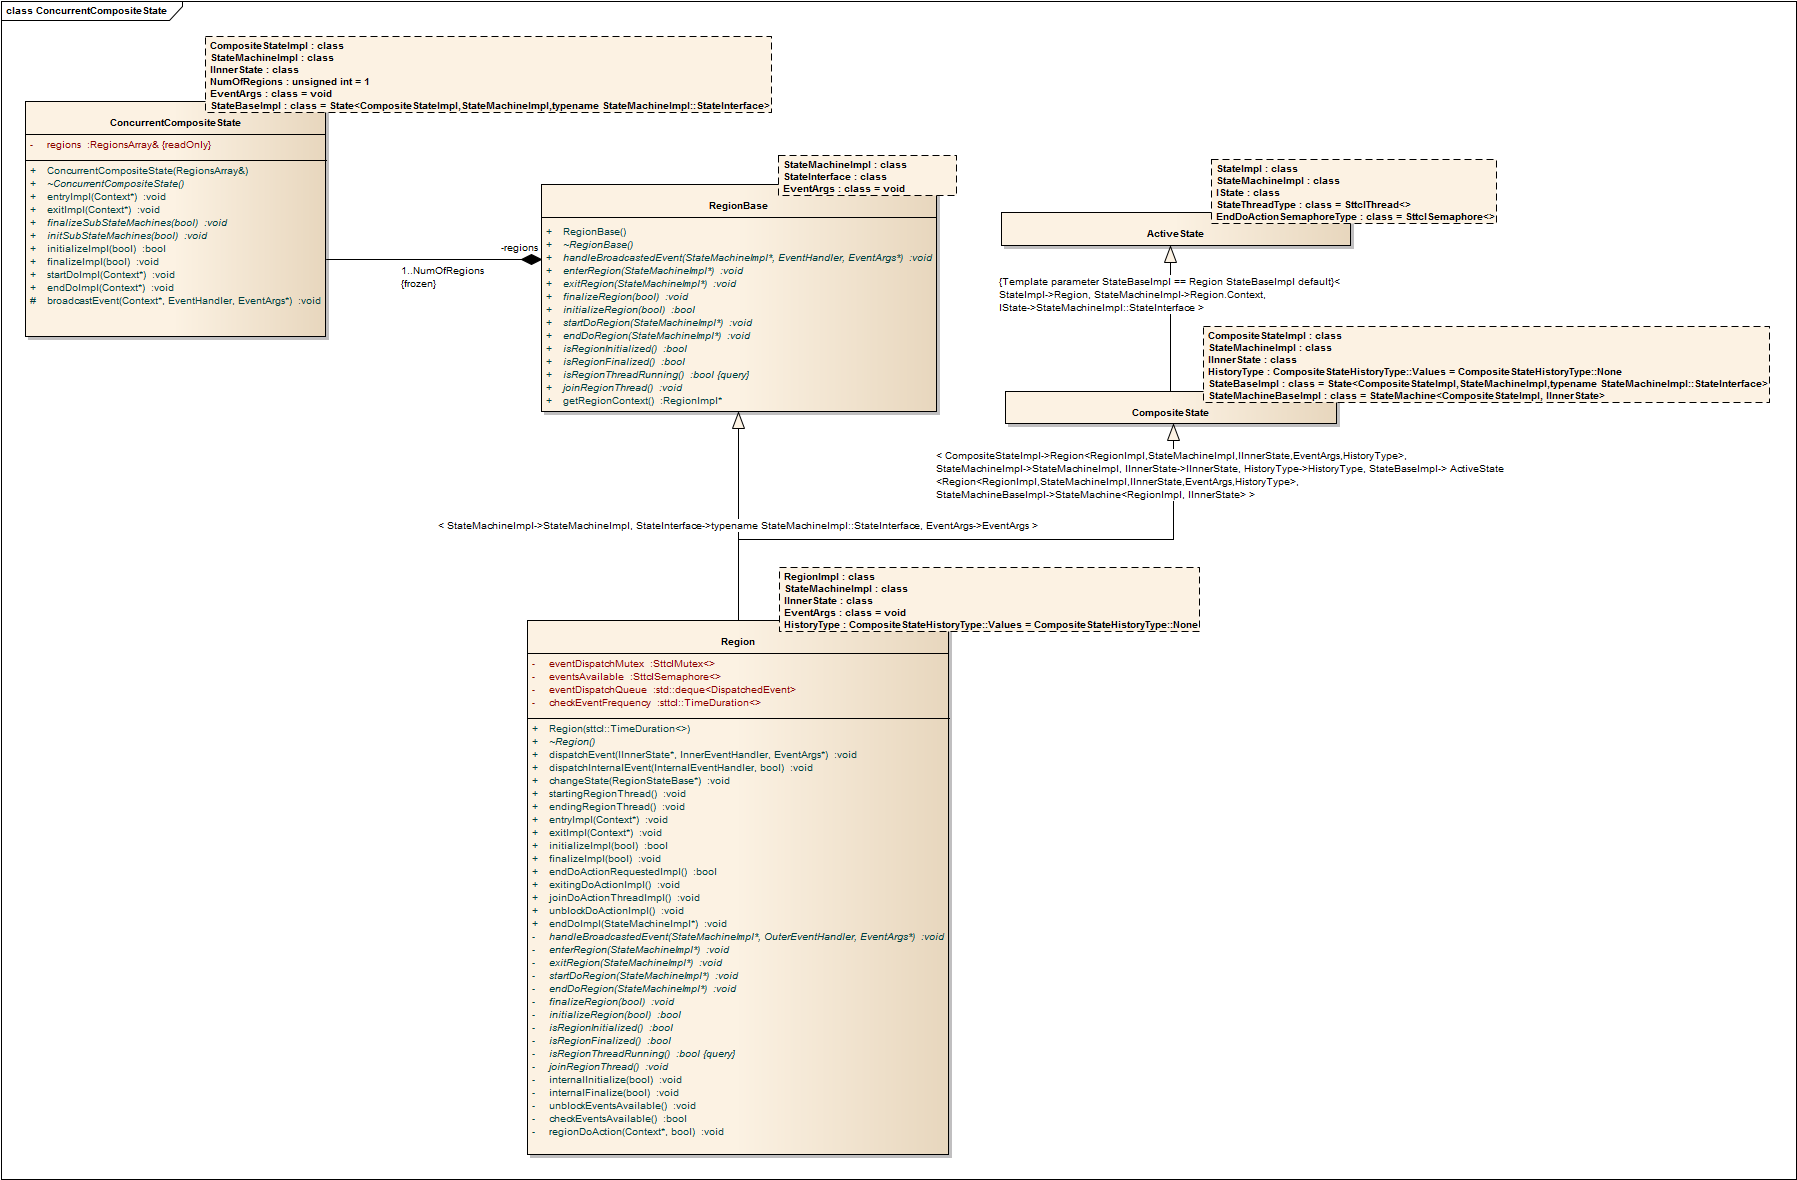 class ConcurrentCompositeState
CompositeStateImpl : class
StateMachineImpl : class
IInnerState : class
NumOfRegions : unsigned int = 1
EventArgs : class = void
StateBaseImpl : class = State<CompositeStateImpl,StateMachineImpl,typename StateMachineImpl::StateInterface>
ConcurrentCompositeState
- regions :RegionsArray& {readOnly}
+ ConcurrentCompositeState(RegionsArray&)
+ ~ConcurrentCompositeState()
+ entryImpl(Context*) :void
+ exitImpl(Context*) :void
+ finalizeSubStateMachines(bool) :void
+ initSubStateMachines(bool) :void
+ initializeImpl(bool) :bool
+ finalizeImpl(bool) :void
+ startDoImpl(Context*) :void
+ endDoImpl(Context*) :void
# broadcastEvent(Context*, EventHandler, EventArgs*) :void
-regions
1..NumOfRegions
{frozen}
StateMachineImpl : class
StateInterface : class
EventArgs : class = void
RegionBase
+ RegionBase()
+ ~RegionBase()
+ handleBroadcastedEvent(StateMachineImpl*, EventHandler, EventArgs*) :void
+ enterRegion(StateMachineImpl*) :void
+ exitRegion(StateMachineImpl*) :void
+ finalizeRegion(bool) :void
+ initializeRegion(bool) :bool
+ startDoRegion(StateMachineImpl*) :void
+ endDoRegion(StateMachineImpl*) :void
+ isRegionInitialized() :bool
+ isRegionFinalized() :bool
+ isRegionThreadRunning() :bool {query}
+ joinRegionThread() :void
+ getRegionContext() :RegionImpl*
StateImpl : class
StateMachineImpl : class
IState : class
StateThreadType : class = SttclThread<>
EndDoActionSemaphoreType : class = SttclSemaphore<>
ActiveState
{Template parameter StateBaseImpl == Region StateBaseImpl default}<
StateImpl->Region, StateMachineImpl->Region.Context,
IState->StateMachineImpl::StateInterface >
CompositeStateImpl : class
StateMachineImpl : class
IInnerState : class
HistoryType : CompositeStateHistoryType::Values = CompositeStateHistoryType::None
StateBaseImpl : class = State<CompositeStateImpl,StateMachineImpl,typename StateMachineImpl::StateInterface>
StateMachineBaseImpl : class = StateMachine<CompositeStateImpl, IInnerState>
CompositeState
< CompositeStateImpl->Region<RegionImpl,StateMachineImpl,IInnerState,EventArgs,HistoryType>,
StateMachineImpl->StateMachineImpl, IInnerState->IInnerState, HistoryType->HistoryType, StateBaseImpl-> ActiveState
<Region<RegionImpl,StateMachineImpl,IInnerState,EventArgs,HistoryType>,
StateMachineBaseImpl->StateMachine<RegionImpl, IInnerState> >
< StateMachineImpl->StateMachineImpl, StateInterface->typename StateMachineImpl::StateInterface, EventArgs->EventArgs >
RegionImpl : class
StateMachineImpl : class
IInnerState : class
EventArgs : class = void
HistoryType : CompositeStateHistoryType::Values = CompositeStateHistoryType::None
Region
- eventDispatchMutex :SttclMutex<>
- eventsAvailable :SttclSemaphore<>
- eventDispatchQueue :std::deque<DispatchedEvent>
- checkEventFrequency :sttcl::TimeDuration<>
+ Region(sttcl::TimeDuration<>)
+ ~Region()
+ dispatchEvent(IInnerState*, InnerEventHandler, EventArgs*) :void
+ dispatchInternalEvent(InternalEventHandler, bool) :void
+ changeState(RegionStateBase*) :void
+ startingRegionThread() :void
+ endingRegionThread() :void
+ entryImpl(Context*) :void
+ exitImpl(Context*) :void
+ initializeImpl(bool) :bool
+ finalizeImpl(bool) :void
+ endDoActionRequestedImpl() :bool
+ exitingDoActionImpl() :void
+ joinDoActionThreadImpl() :void
+ unblockDoActionImpl() :void
+ endDoImpl(StateMachineImpl*) :void
- handleBroadcastedEvent(StateMachineImpl*, OuterEventHandler, EventArgs*) :void
- enterRegion(StateMachineImpl*) :void
- exitRegion(StateMachineImpl*) :void
- startDoRegion(StateMachineImpl*) :void
- endDoRegion(StateMachineImpl*) :void
- finalizeRegion(bool) :void
- initializeRegion(bool) :bool
- isRegionInitialized() :bool
- isRegionFinalized() :bool
- isRegionThreadRunning() :bool {query}
- joinRegionThread() :void
- internalInitialize(bool) :void
- internalFinalize(bool) :void
- unblockEventsAvailable() :void
- checkEventsAvailable() :bool
- regionDoAction(Context*, bool) :void